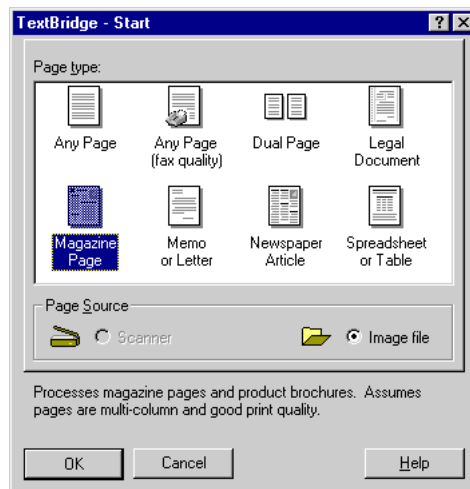 TextBridge - Start
Page type:
Any Page
Any Page
(fax quality)
Dual Page
Legal
Document
Magazine
Page
Memo
or Letter
Newspaper
Article
Spreadsheet
or Table
Page Source
Scanner
Image file
Processes magazine pages and product brochures. Assumes
pages are multi-column and good print quality.
OK
Cancel
Help